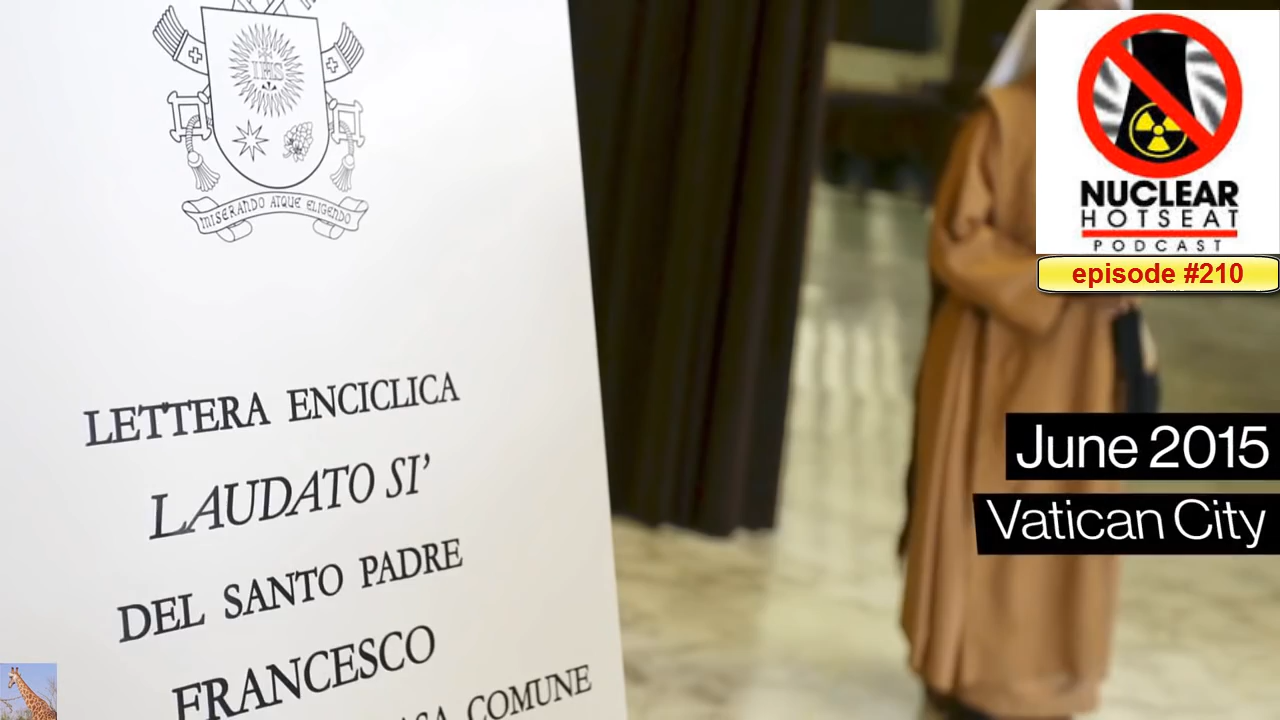 IHS
MISERANDO ATQUE ELIGENDO
LETTERA ENCICLICA
LAUDATO SI’
DEL SANTO PADRE
FRANCESCO
COMUNE
NUCLEAR
HOTSEAT
PODCAST
episode #210
June 2015
Vatican City